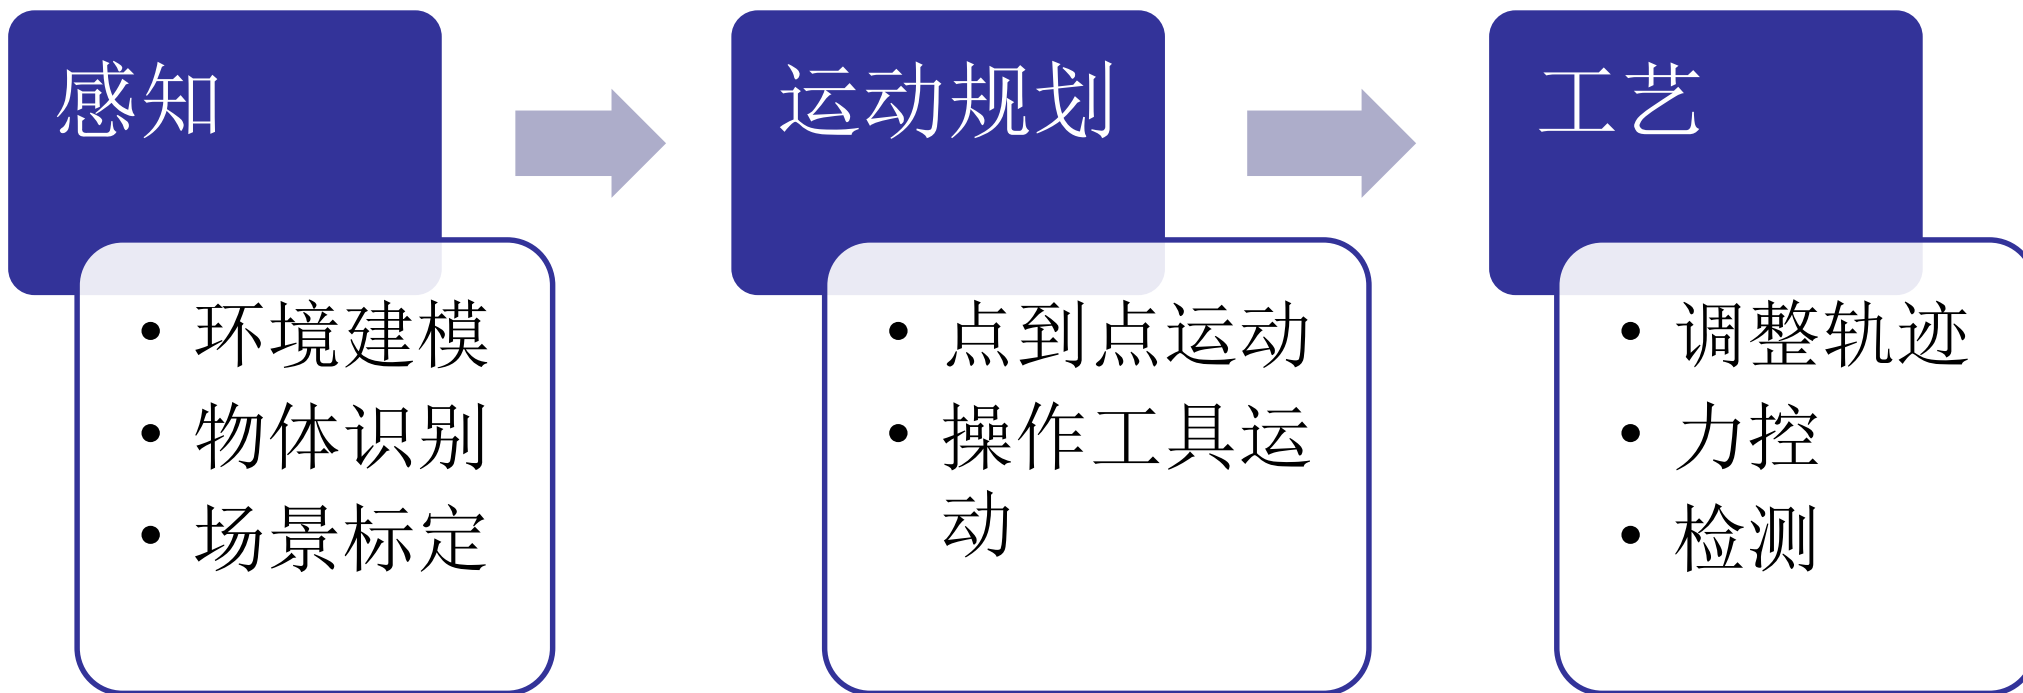 感知
• 环境建模
• 物体识别
• 场景标定
运动规划
• 点到点运动
• 操作工具运
动
工艺
• 调整轨迹
• 力控
• 检测